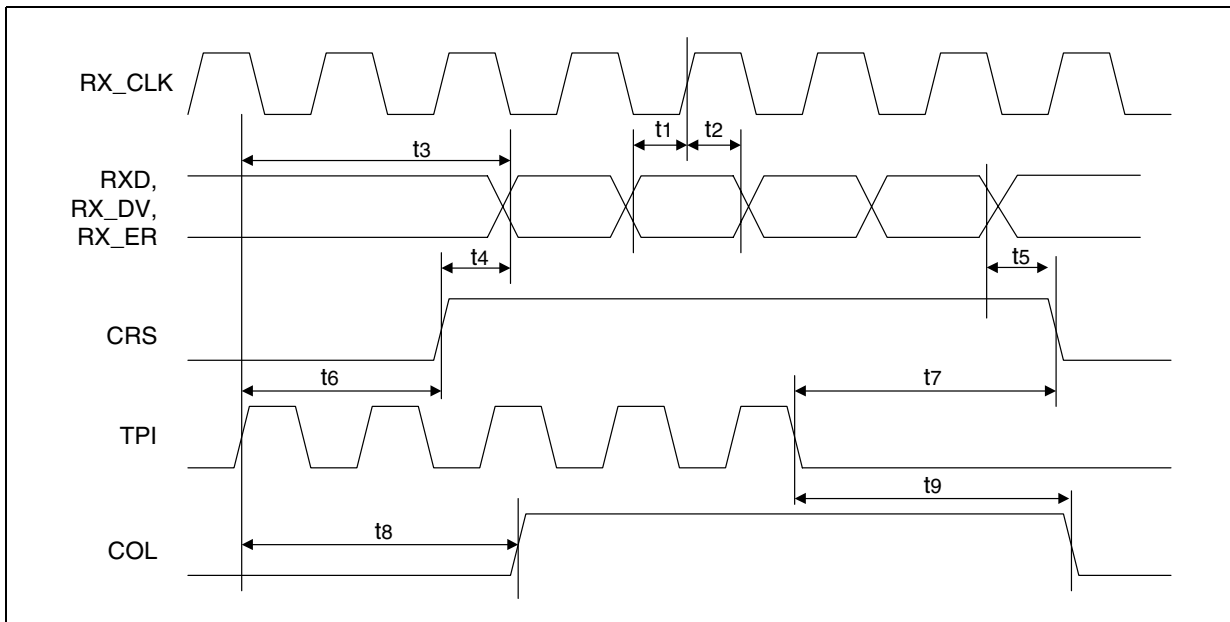 RX_CLK
t1
t2
t3
RXD,
RX_DV,
RX_ER
t4
t5
CRS
t6
t7
TPI
t9
t8
COL